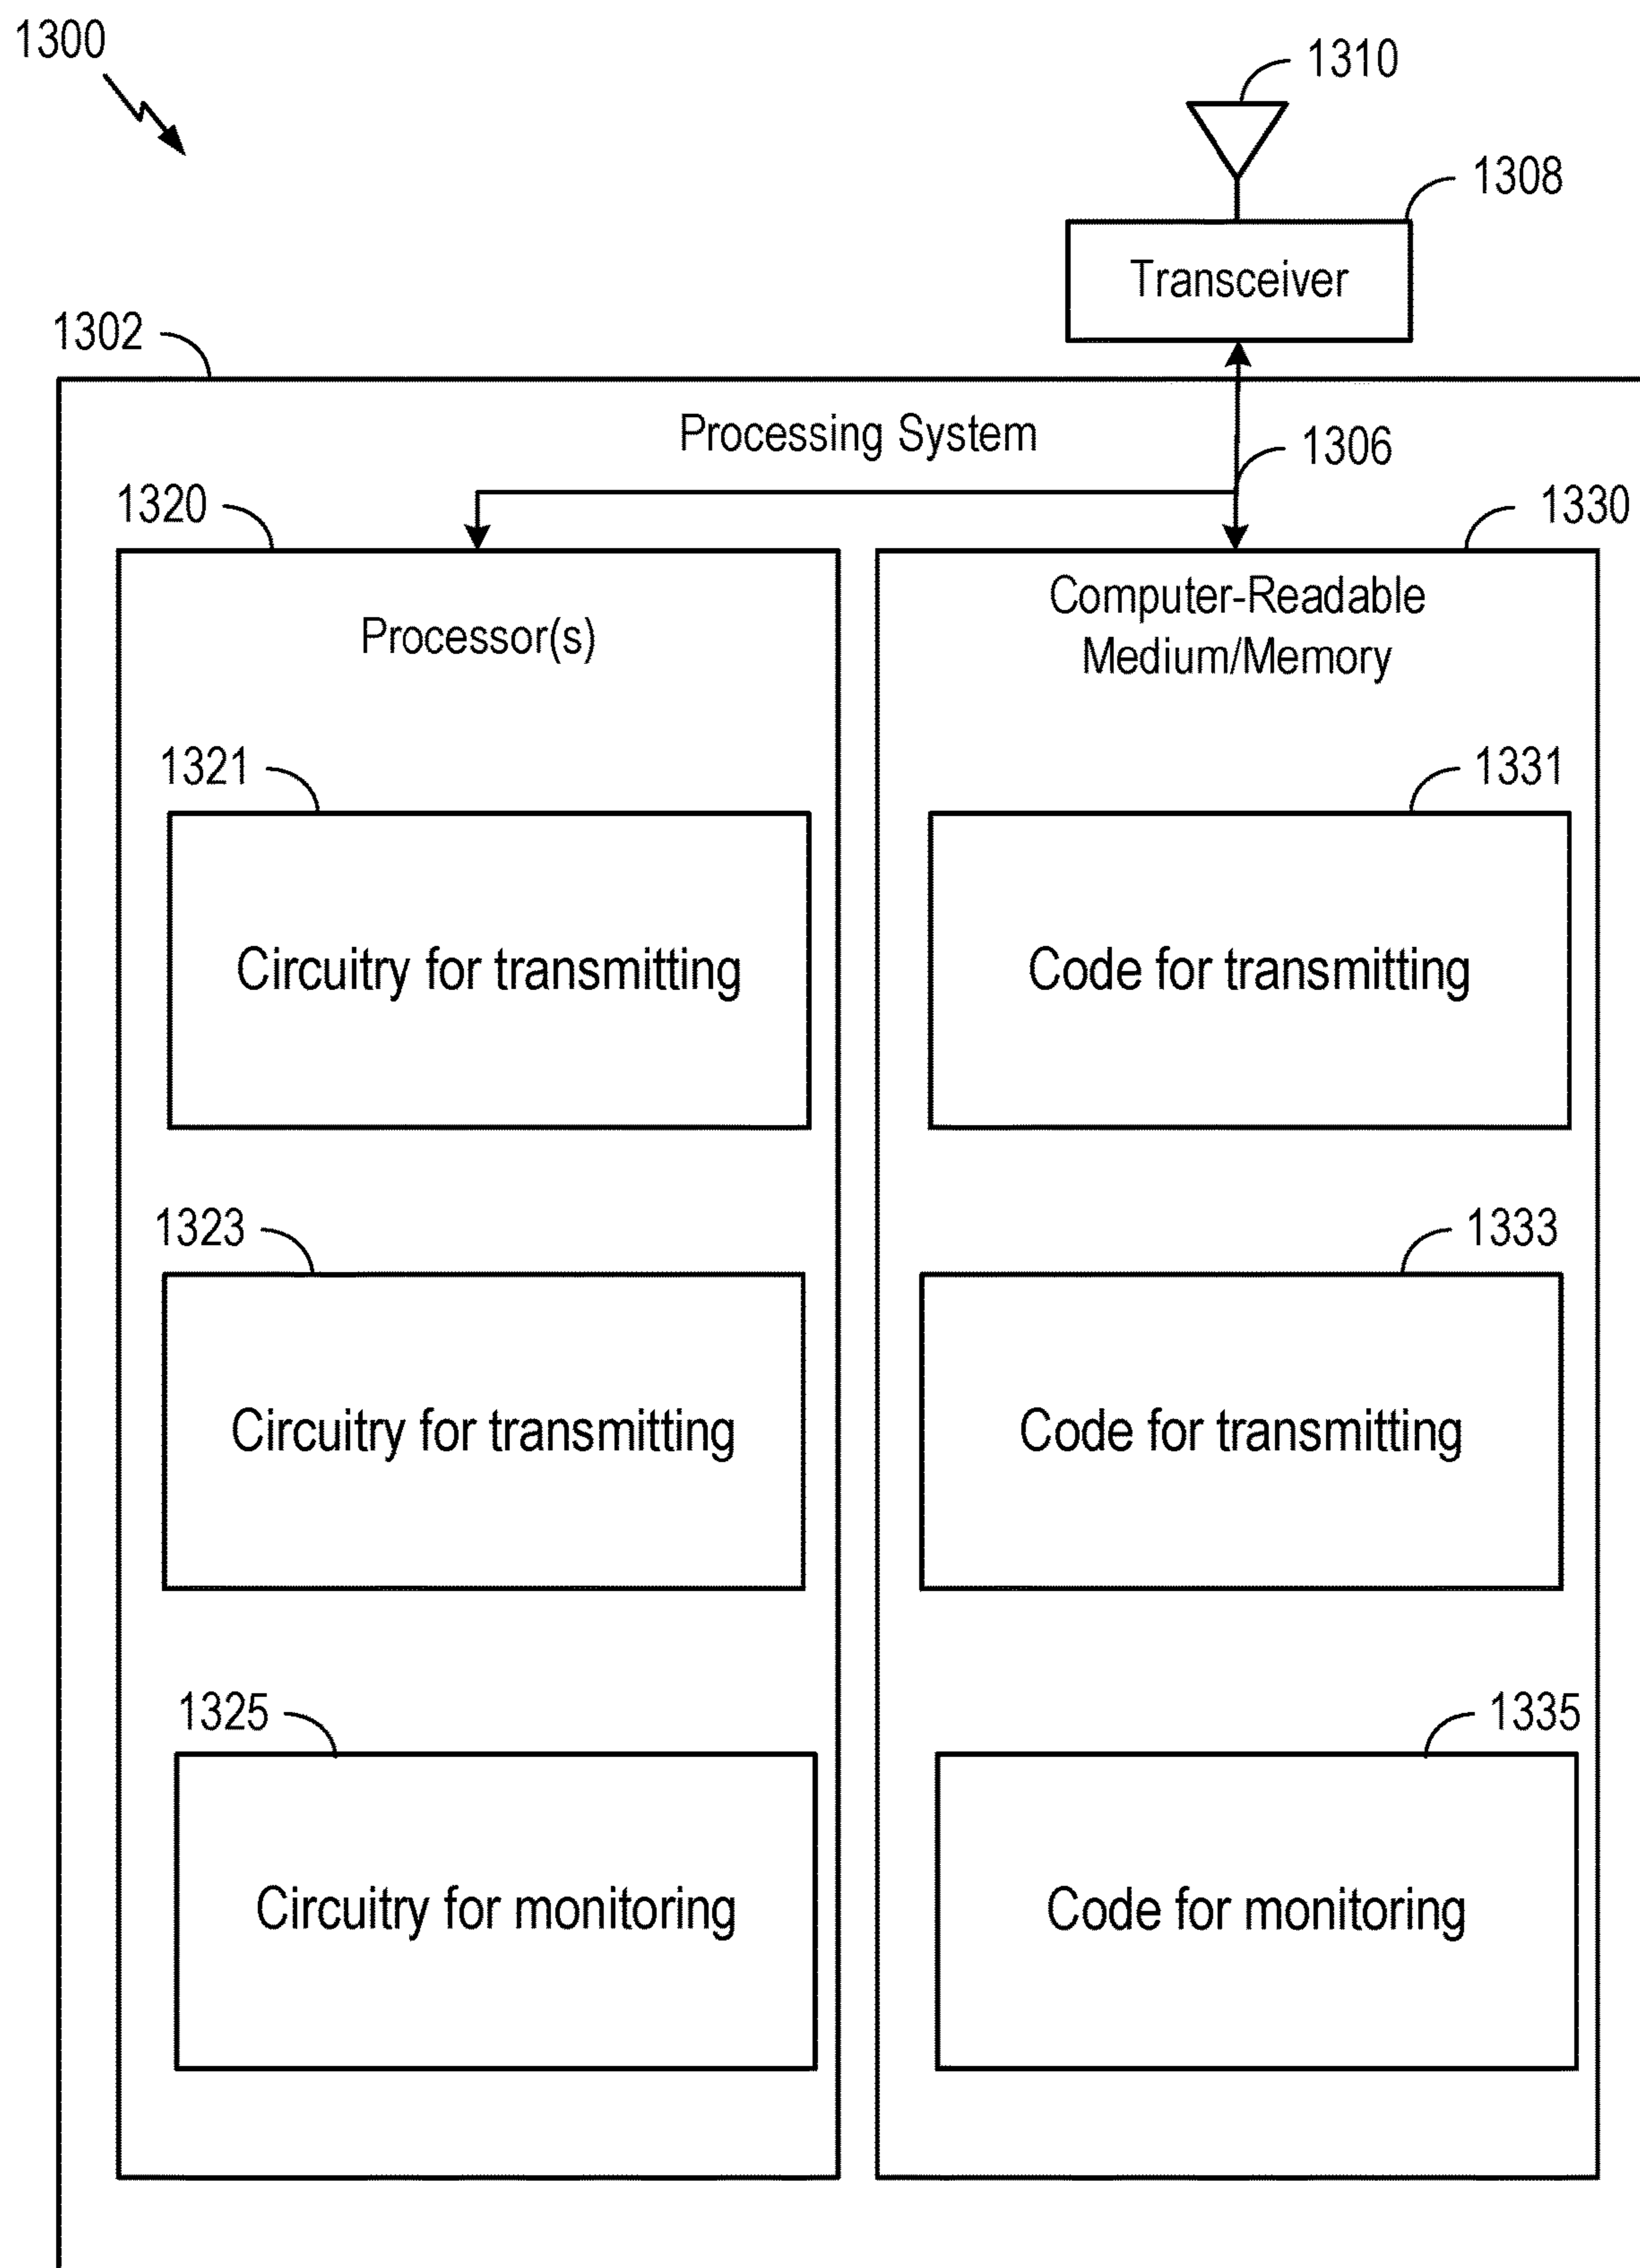 1300
1310
1308
Transceiver
1302
Processing System
1306
1320
1330
Processor(s)
Computer-Readable
Medium/Memory
1321
1331
Circuitry for transmitting
Code for transmitting
1323
1333
Circuitry for transmitting
Code for transmitting
1325
1335
Circuitry for monitoring
Code for monitoring